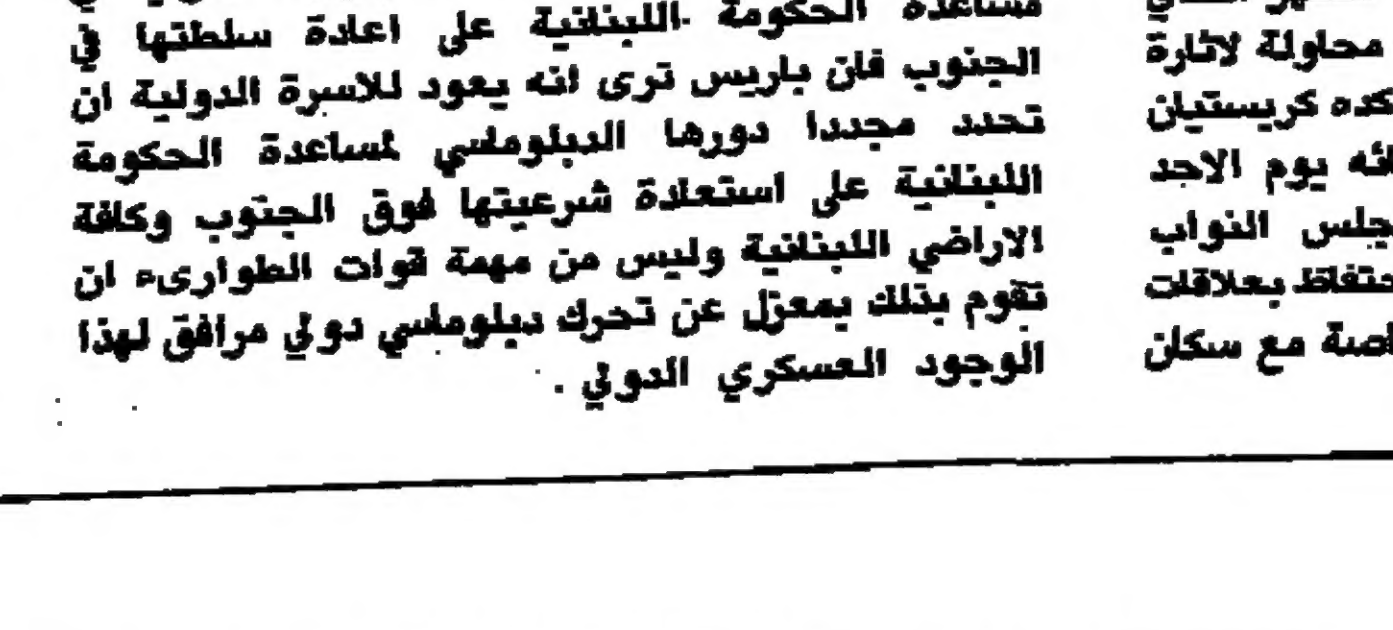 محاولة لاثارة
كده كريستيان
ائه يوم الاحد
جلس النواب
حتفاظ بعلاقات
اصة مع سكان
مساعدة الحكومة اللبنانية على اعادة سلطتها في
الجنوب فان باريس ترى انه يعود للاسرة الدولية ان
تحدد مجددا دورها الدبلوماسي لمساعدة الحكومة
اللبنانية على استعادة شرعيتها فوق الجنوب وكافة
الاراضي اللبنانية وليس من مهمة قوات الطوارىء ان
تقوم بذلك بمعزل عن تحرك دبلوماسي دولي مرافق لهذا
الوجود العسكري الدولي .